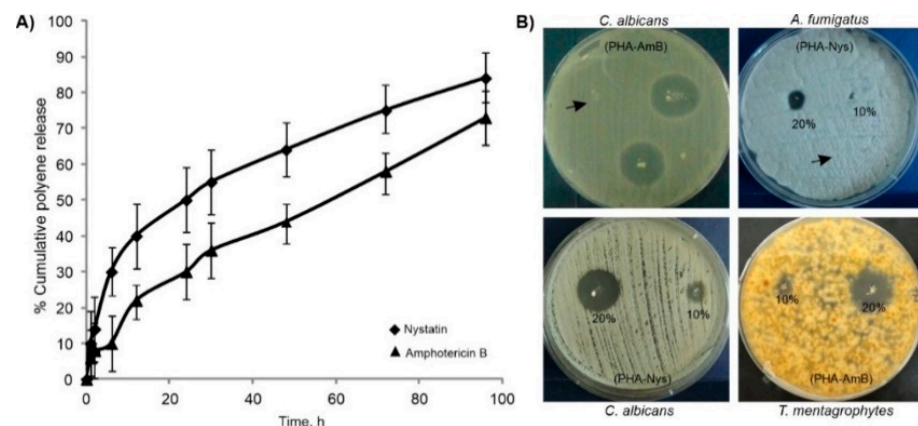 A)
% Cumulative polyene release
100
90
80
70
60
50
40
30
20
10
0
0
20
40
60
80
100
Time, h
Nystatin
Amphotericin B
B)
C. albicans
(PHA-AmB)
A. fumigatus
(PHA-Nys)
20%
10%
20%
10%
(PHA-Nys)
C. albicans
10%
20%
(PHA-AmB)
T. mentagrophytes